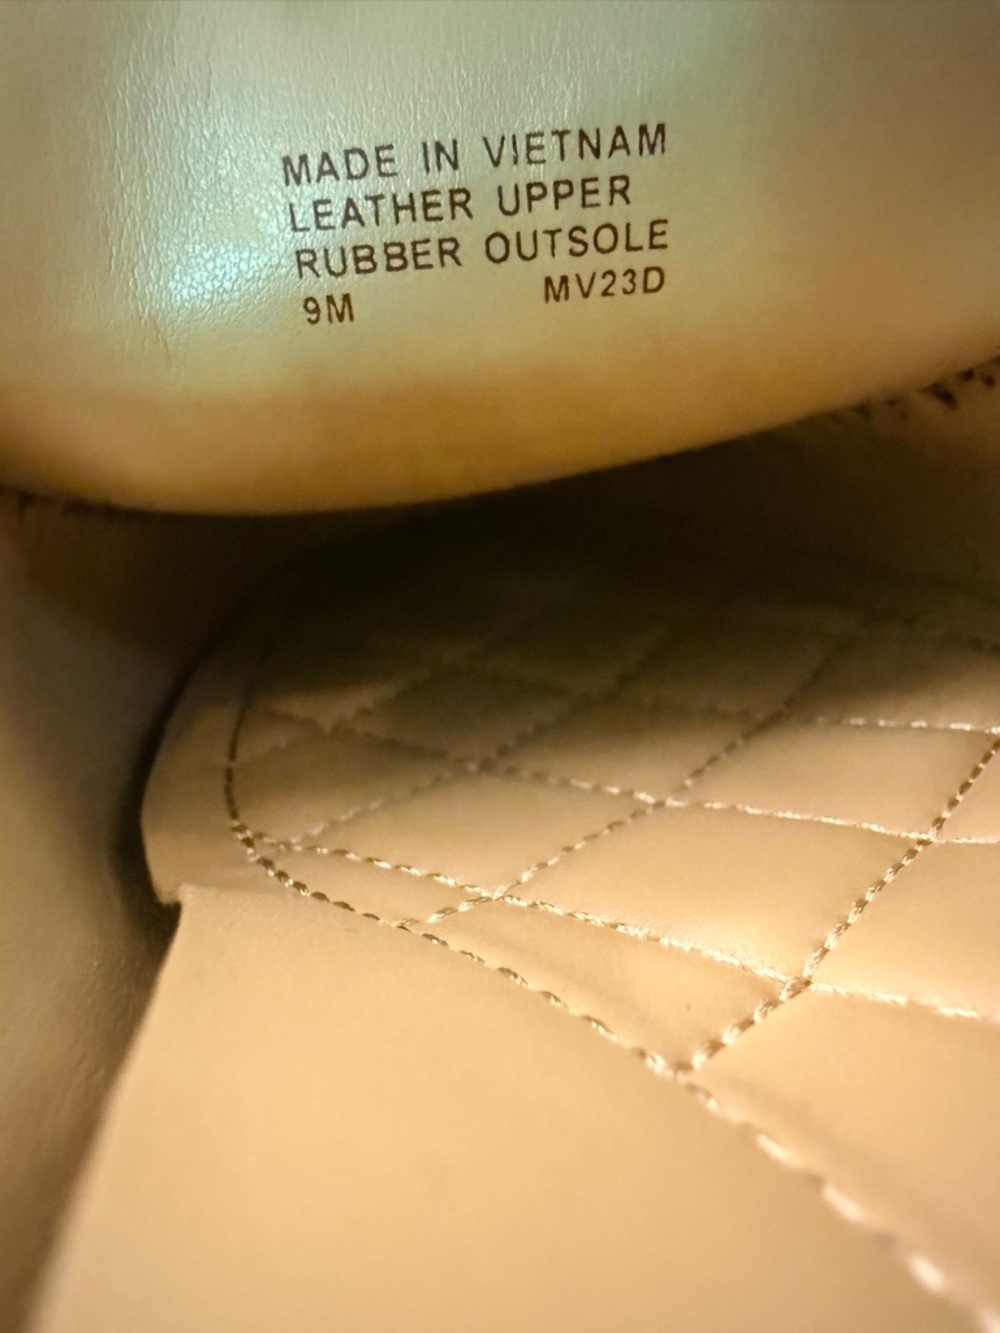 MADE IN VIETNAM
LEATHER UPPER
RUBBER OUTSOLE
9M MV23D